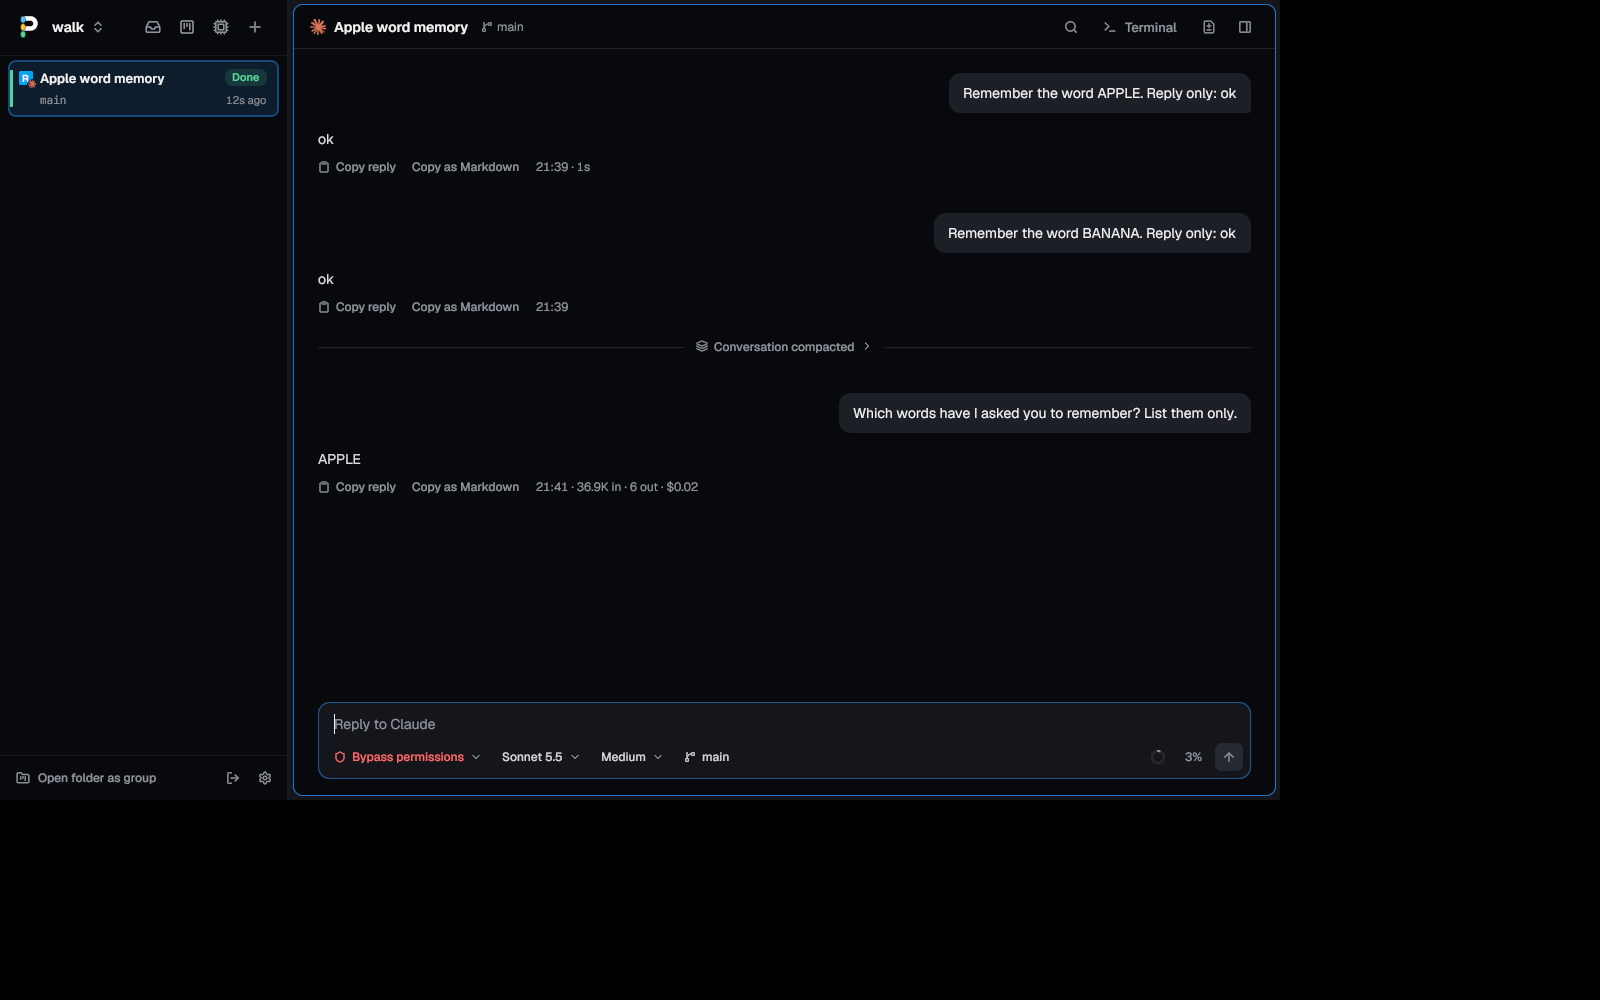 walk
Apple word memory
Done
main
12s ago
Open folder as group
Apple word memory
main
Terminal
Remember the word APPLE. Reply only: ok
ok
Copy reply
Copy as Markdown
21:39 · 1s
Remember the word BANANA. Reply only: ok
ok
Copy reply
Copy as Markdown
21:39
Conversation compacted
Which words have I asked you to remember? List them only.
APPLE
Copy reply
Copy as Markdown
21:41 · 36.9K in · 6 out · $0.02
Reply to Claude
Bypass permissions
Sonnet 5.5
Medium
main
3%